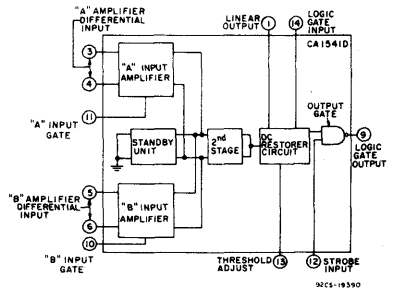 "A" AMPLIFIER
DIFFERENTIAL
INPUT
LINEAR
OUTPUT
1
14
LOGIC
GATE
INPUT
CA1541D
3
4
"A" INPUT
AMPLIFIER
11
"A" INPUT
GATE
STANDBY
UNIT
2nd
STAGE
DC
RESTORER
CIRCUIT
OUTPUT
GATE
9
LOGIC
GATE
OUTPUT
"B" AMPLIFIER
DIFFERENTIAL
INPUT
5
6
"B" INPUT
AMPLIFIER
10
"B" INPUT
GATE
THRESHOLD
ADJUST
13
12
STROBE
INPUT
92CS-19390